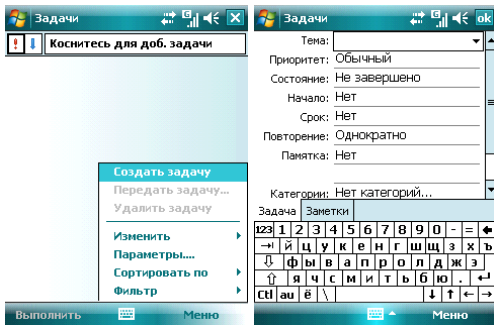 Задачи
! Коснитесь для доб. задачи
Создать задачу
Передать задачу...
Удалить задачу
Изменить
Параметры....
Сортировать по
Фильтр
Выполнить Меню
Задачи ok
Тема:
Приоритет: Обычный
Состояние: Не завершено
Начало: Нет
Срок: Нет
Повторение: Однократно
Памятка: Нет
Категории: Нет категорий...
Задача Заметки
123 1 2 3 4 5 6 7 8 9 0 - =
й ц у к е н г ш щ з х ъ
ф ы в а п р о л д ж э
я ч с м и т ь б ю .
Ctl aü ё \
Меню